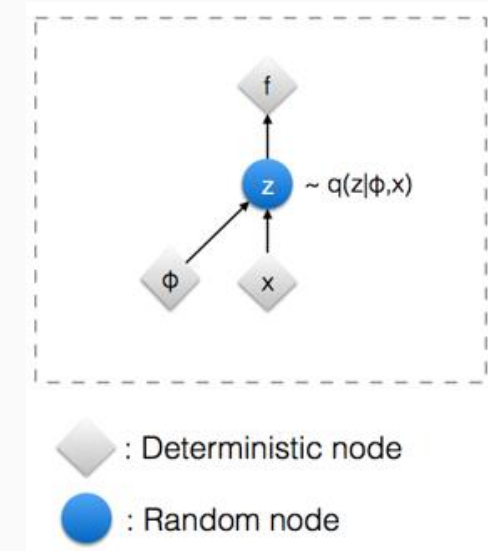 f
z ~ q(z|ϕ,x)
ϕ x
: Deterministic node
: Random node